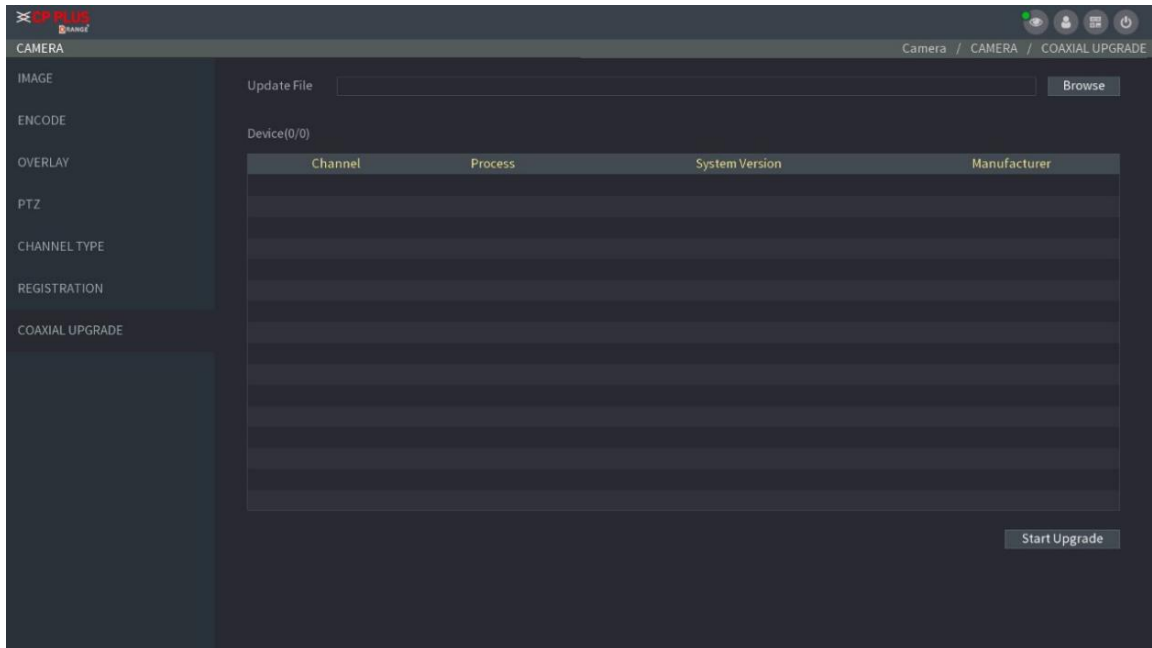 CP PLUS
ORANGE
CAMERA
Camera / CAMERA / COAXIAL UPGRADE
IMAGE
ENCODE
OVERLAY
PTZ
CHANNEL TYPE
REGISTRATION
COAXIAL UPGRADE
Update File
Browse
Device(0/0)
Channel Process System Version Manufacturer
Start Upgrade